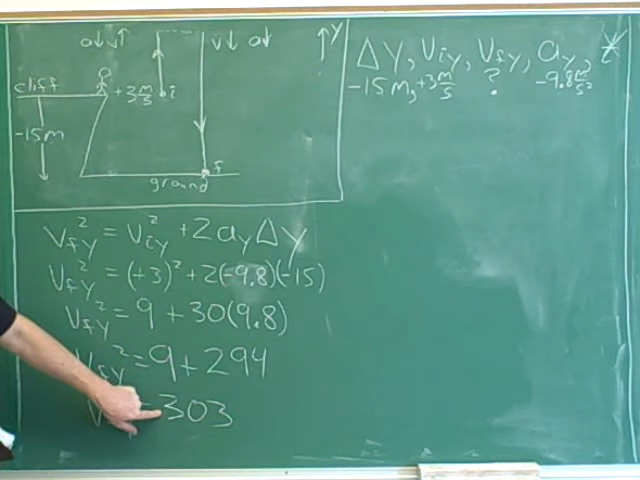 a↓ v↑
v↓ a↓
↑Y
cliff
+3 m/s
i
-15m
f
ground
ΔY, Viy, Vfy, ay,
-15m, +3 m/s ? -9.8 m/s²
Vfy² = Viy² + 2ayΔy
Vfy² = (+3)² + 2(-9.8)(-15)
Vfy² = 9 + 30(9.8)
Vfy² = 9 + 294
303